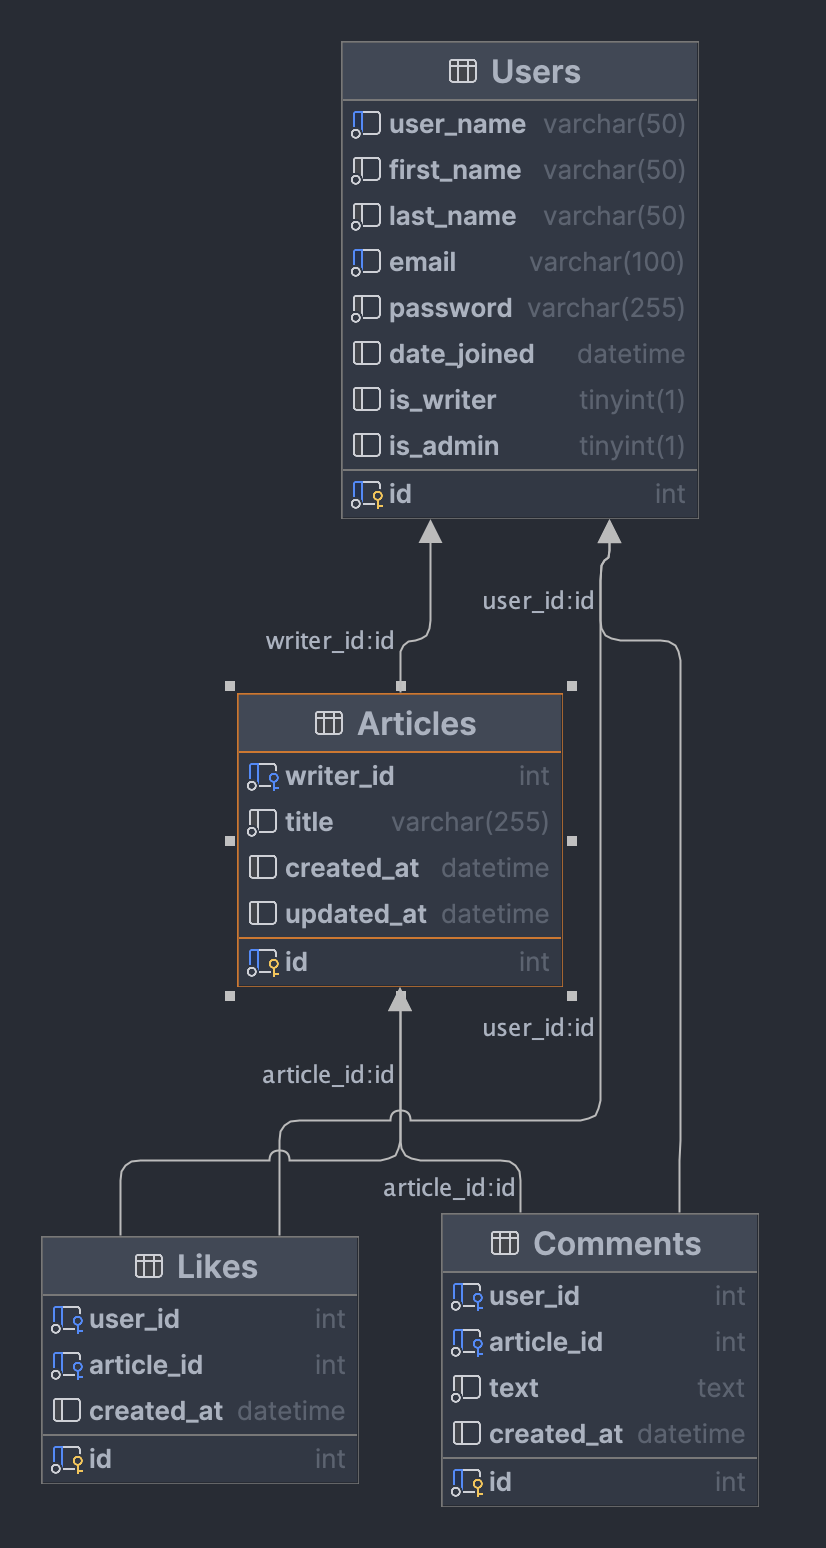 Users
user_name varchar(50)
first_name varchar(50)
last_name varchar(50)
email varchar(100)
password varchar(255)
date_joined datetime
is_writer tinyint(1)
is_admin tinyint(1)
id int
user_id:id
writer_id:id
Articles
writer_id int
title varchar(255)
created_at datetime
updated_at datetime
id int
user_id:id
article_id:id
article_id:id
Likes
user_id int
article_id int
created_at datetime
id int
Comments
user_id int
article_id int
text text
created_at datetime
id int